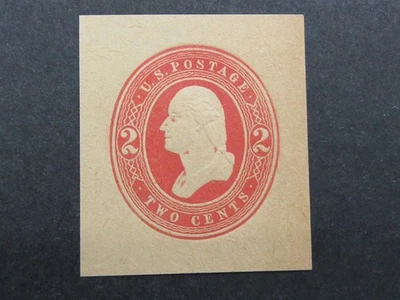 U.S. POSTAGE
2 2
TWO CENTS